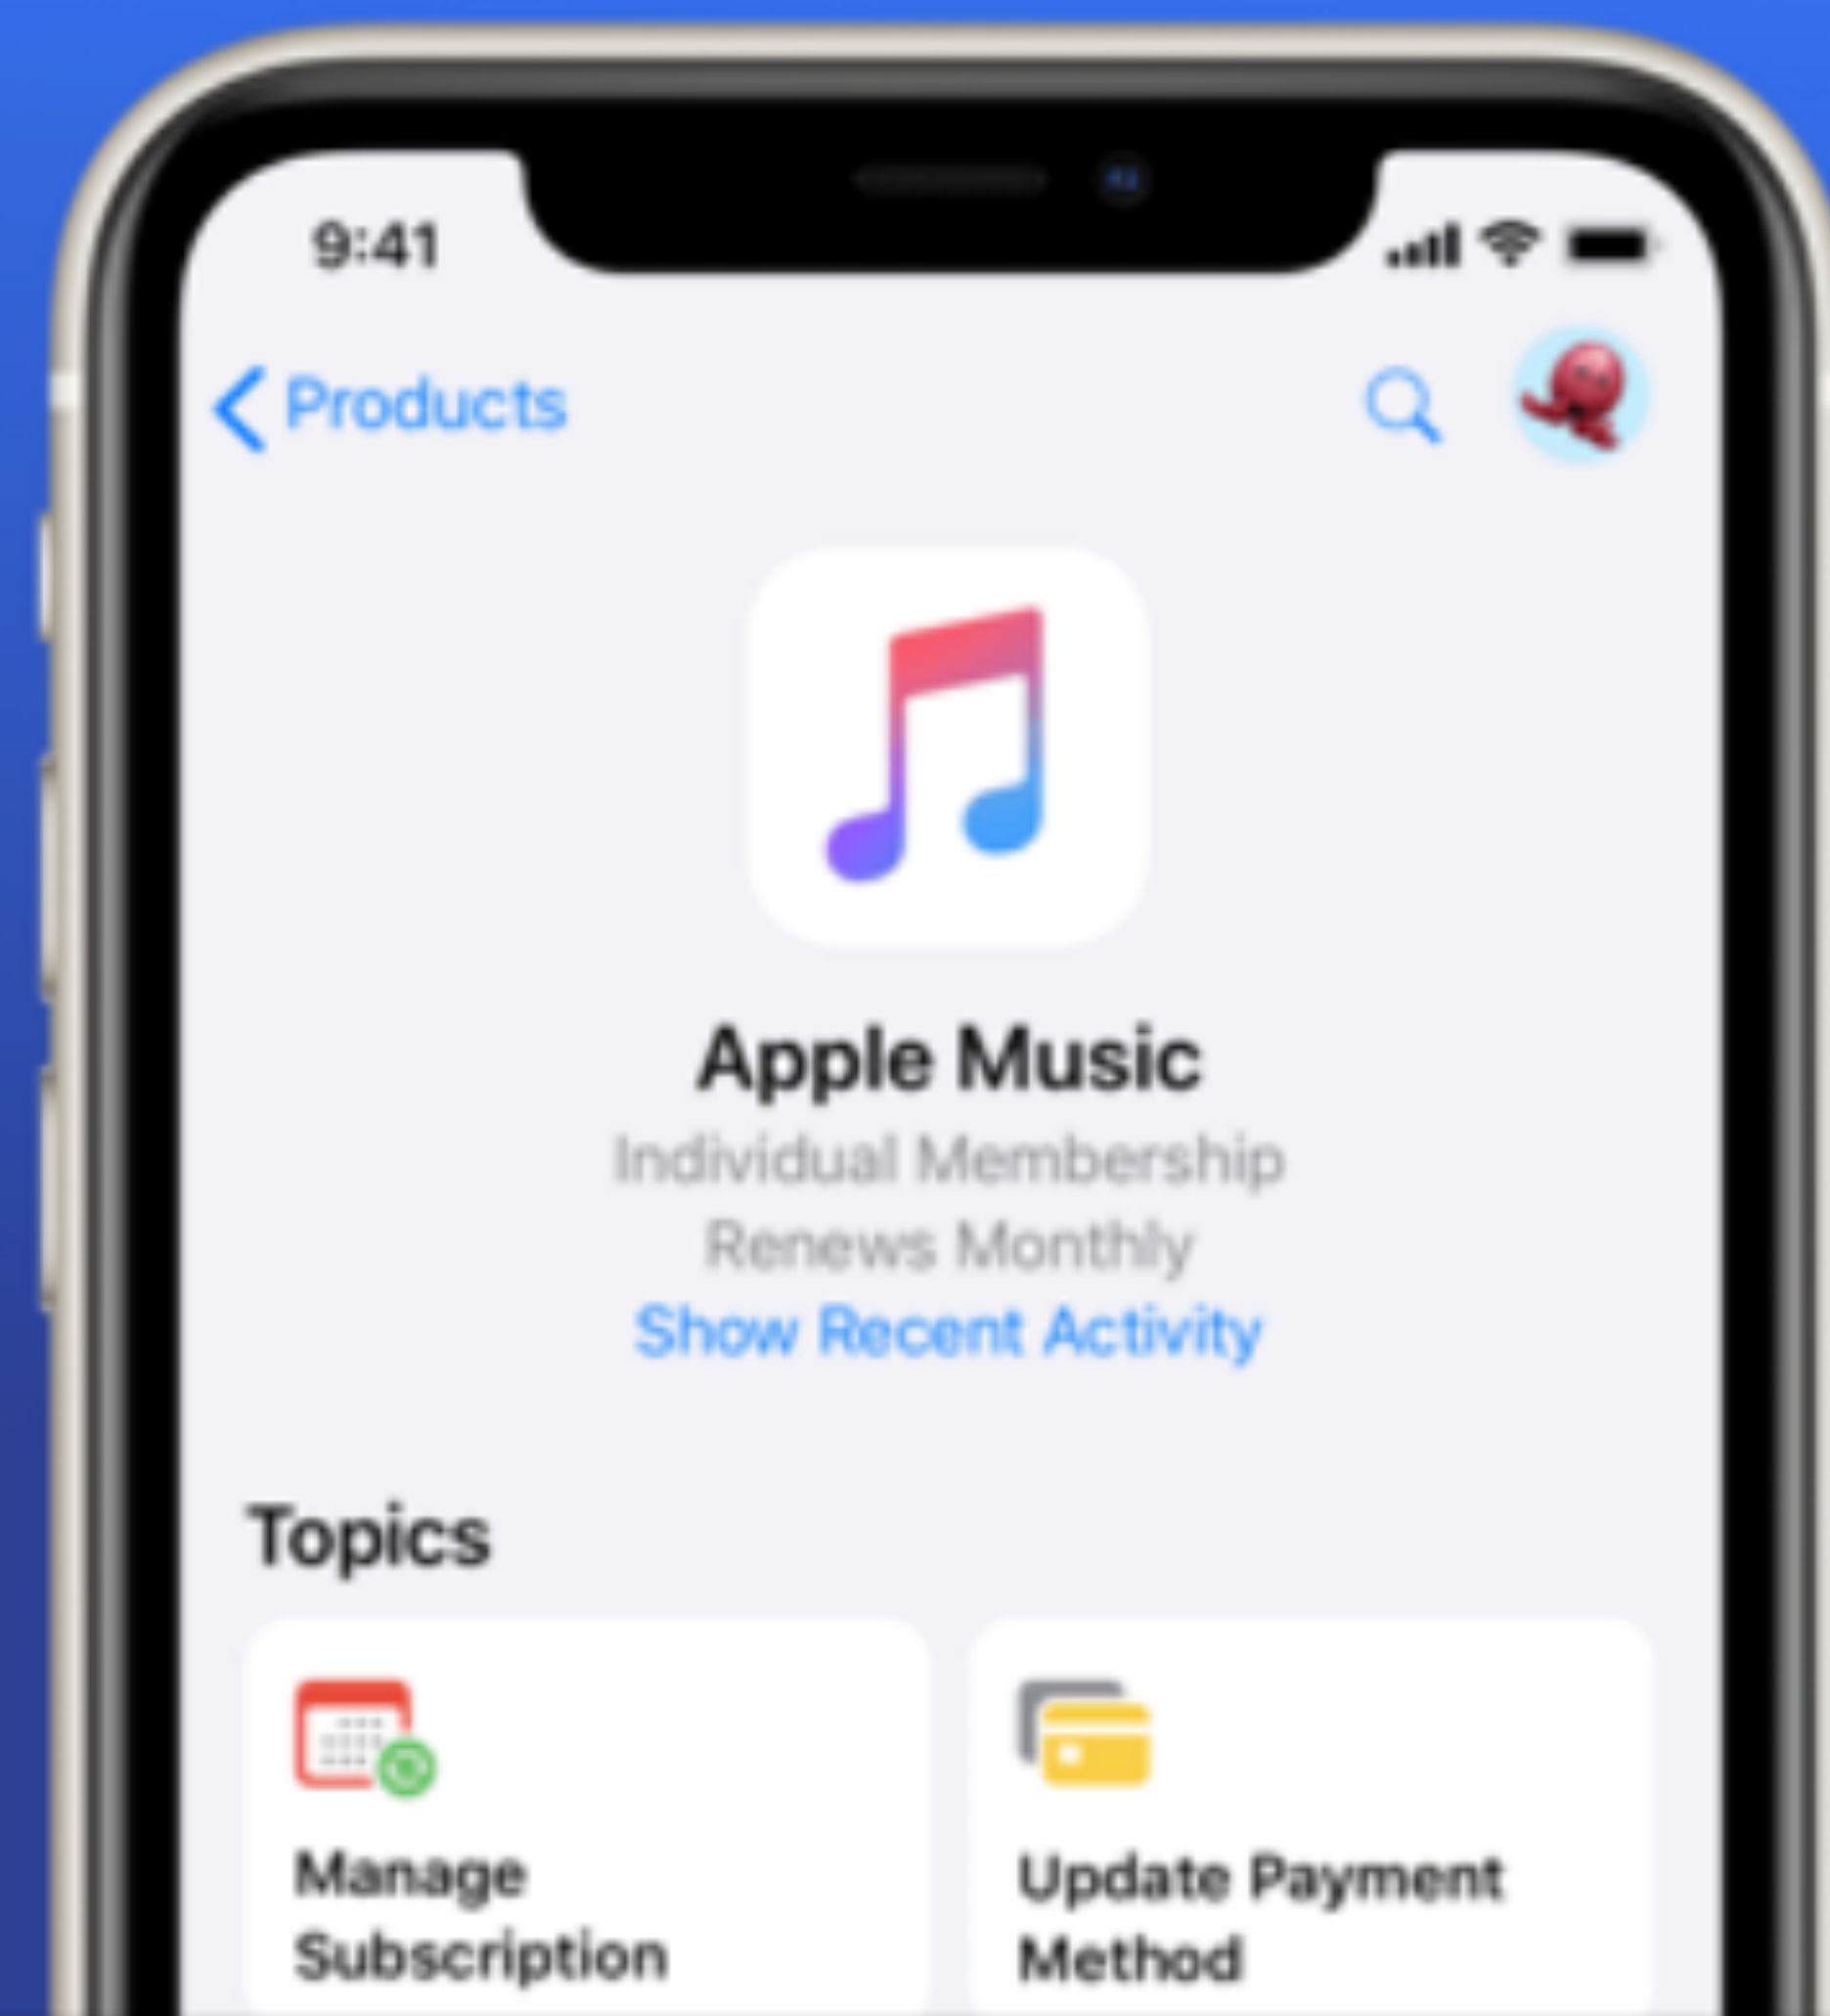 9:41
Products
Apple Music
Individual Membership
Renews Monthly
Show Recent Activity
Topics
Manage
Subscription
Update Payment
Method